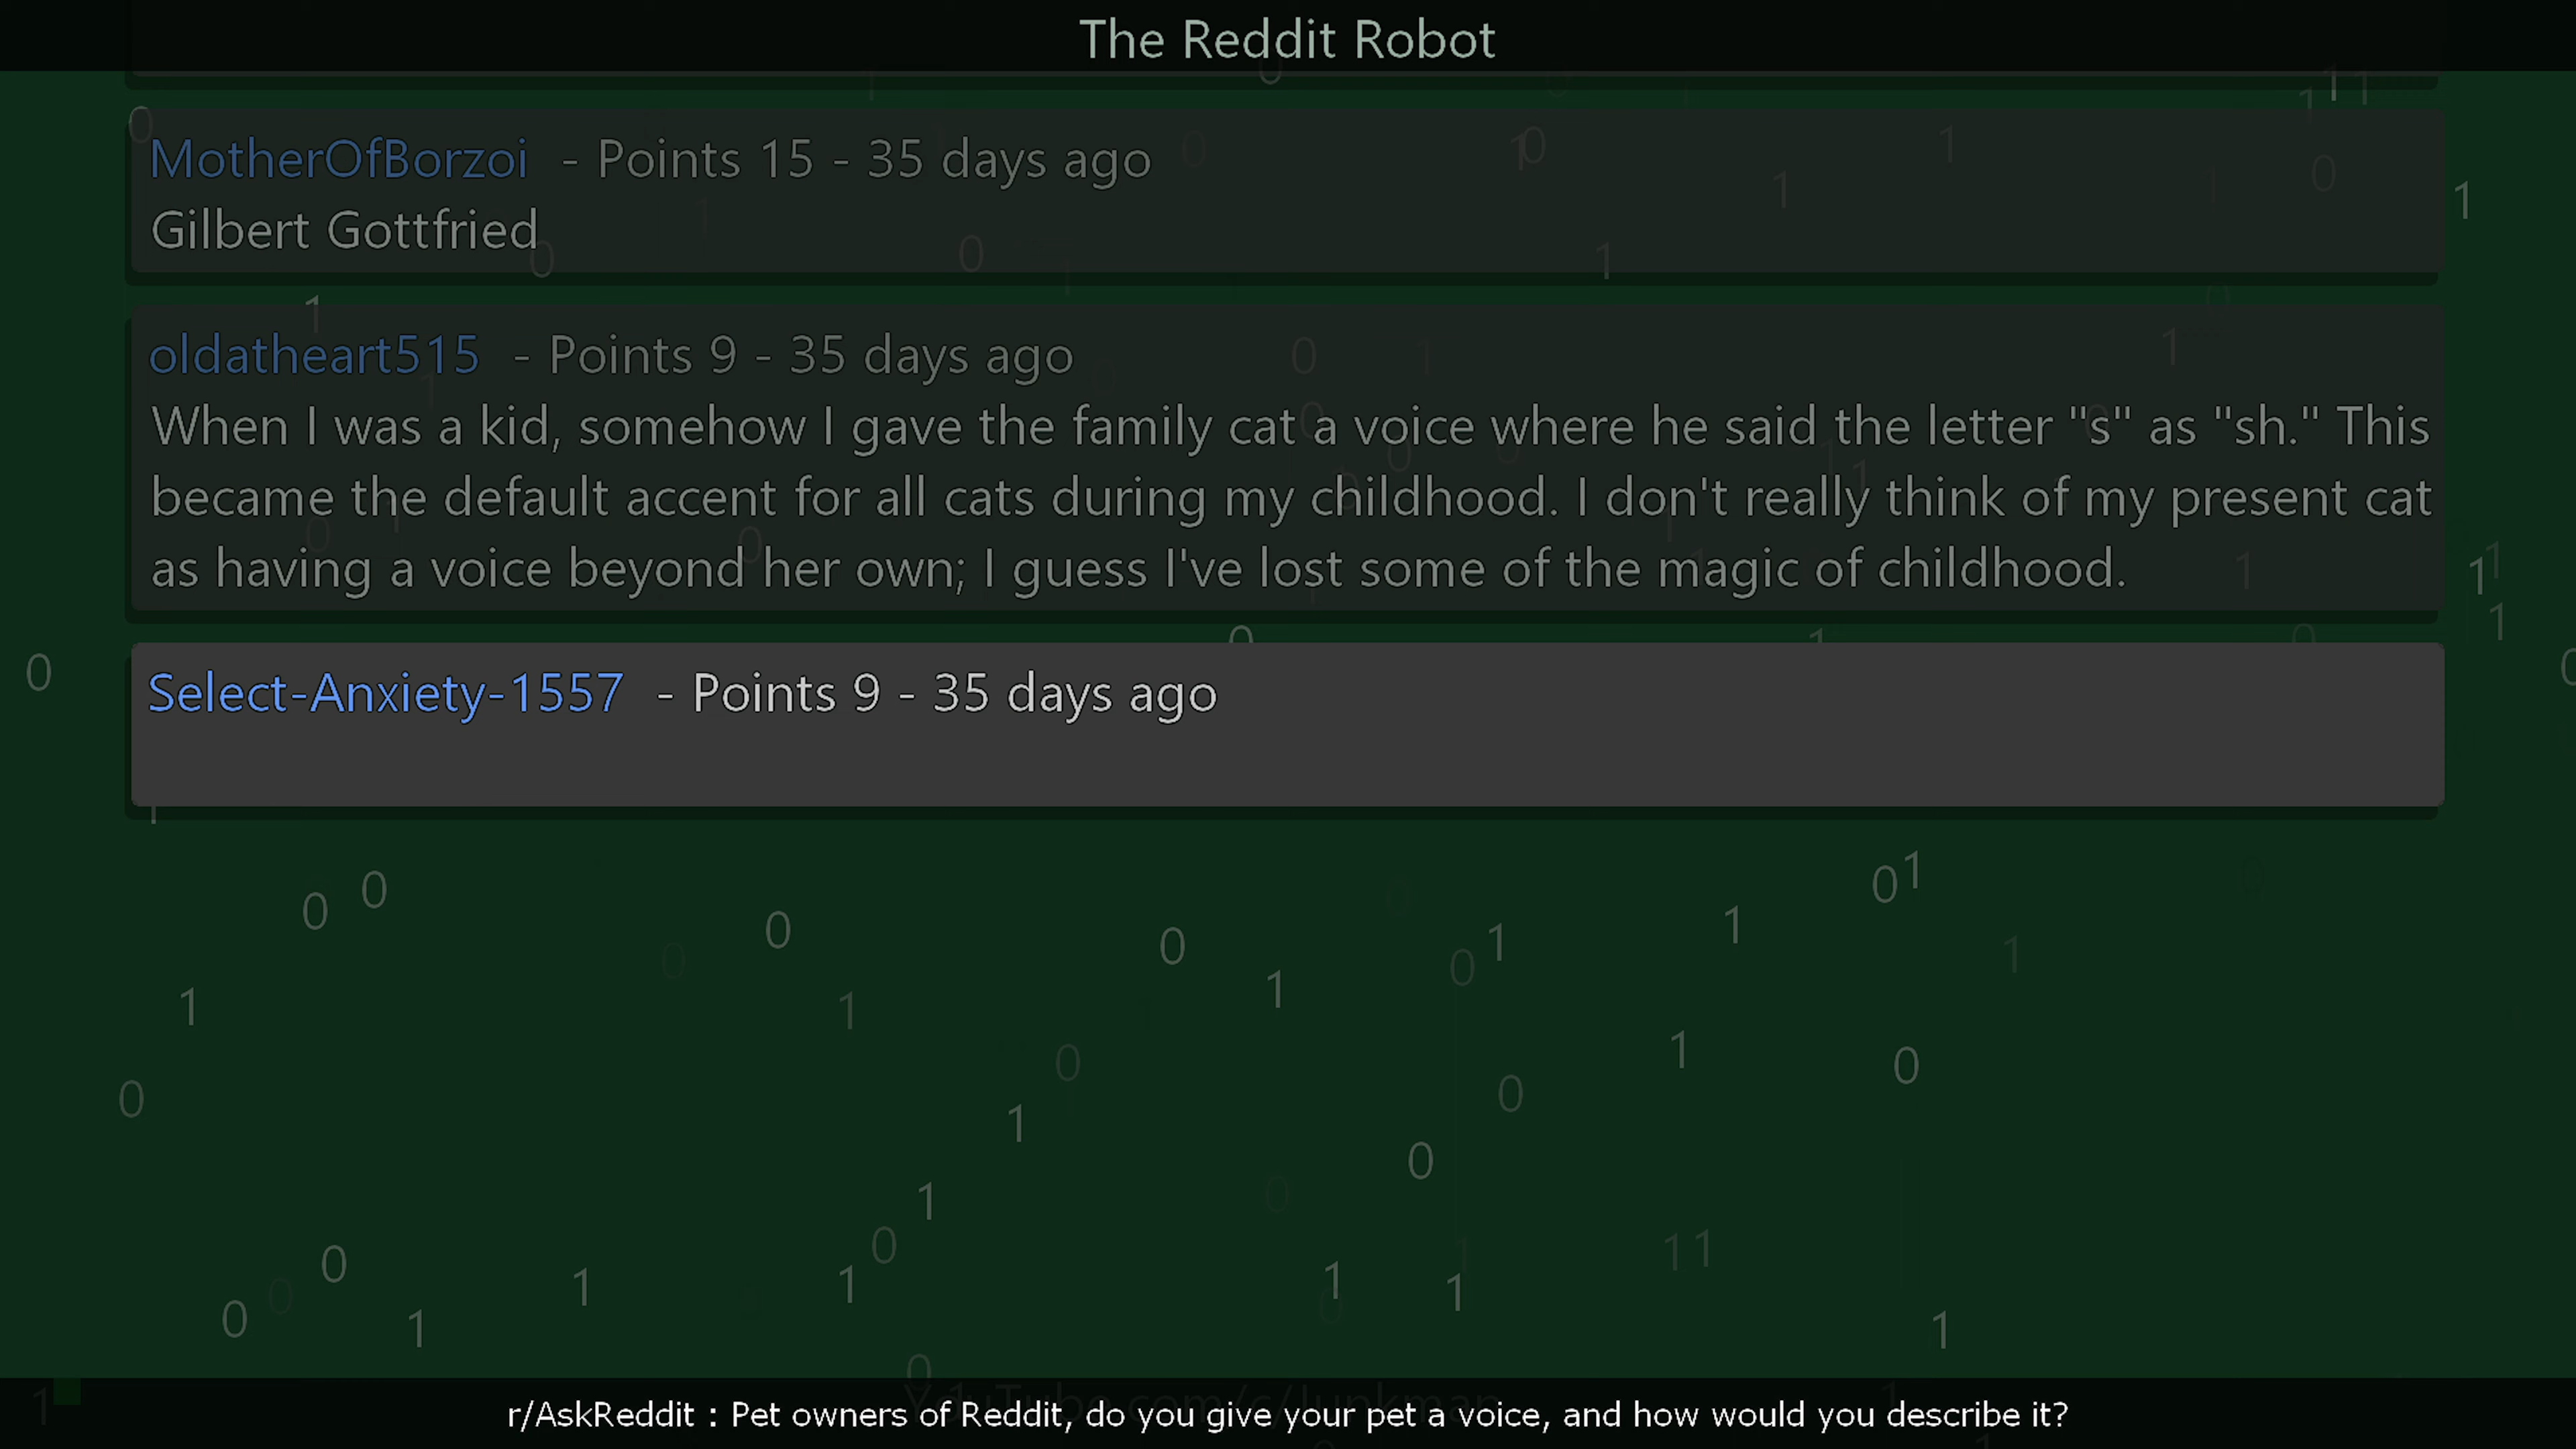 The Reddit Robot
MotherOfBorzoi - Points 15 - 35 days ago
Gilbert Gottfried
oldatheart515 - Points 9 - 35 days ago
When I was a kid, somehow I gave the family cat a voice where he said the letter "s" as "sh." This
became the default accent for all cats during my childhood. I don't really think of my present cat
as having a voice beyond her own; I guess I've lost some of the magic of childhood.
Select-Anxiety-1557 - Points 9 - 35 days ago
r/AskReddit : Pet owners of Reddit, do you give your pet a voice, and how would you describe it?